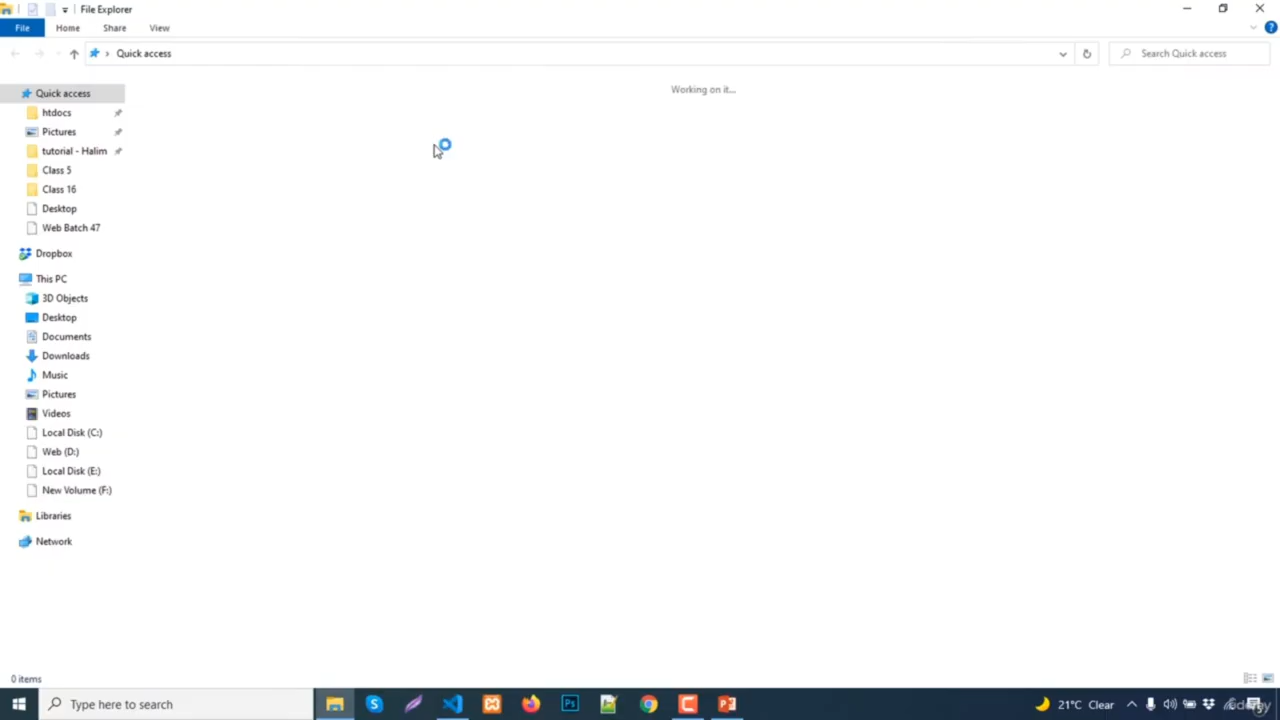 File Explorer
File Home Share View
Quick access
Search Quick access
Working on it...
Quick access
htdocs
Pictures
tutorial - Halim
Class 5
Class 16
Desktop
Web Batch 47
Dropbox
This PC
3D Objects
Desktop
Documents
Downloads
Music
Pictures
Videos
Local Disk (C:)
Web (D:)
Local Disk (E:)
New Volume (F:)
Libraries
Network
0 items
Type here to search
Ps
21°C Clear